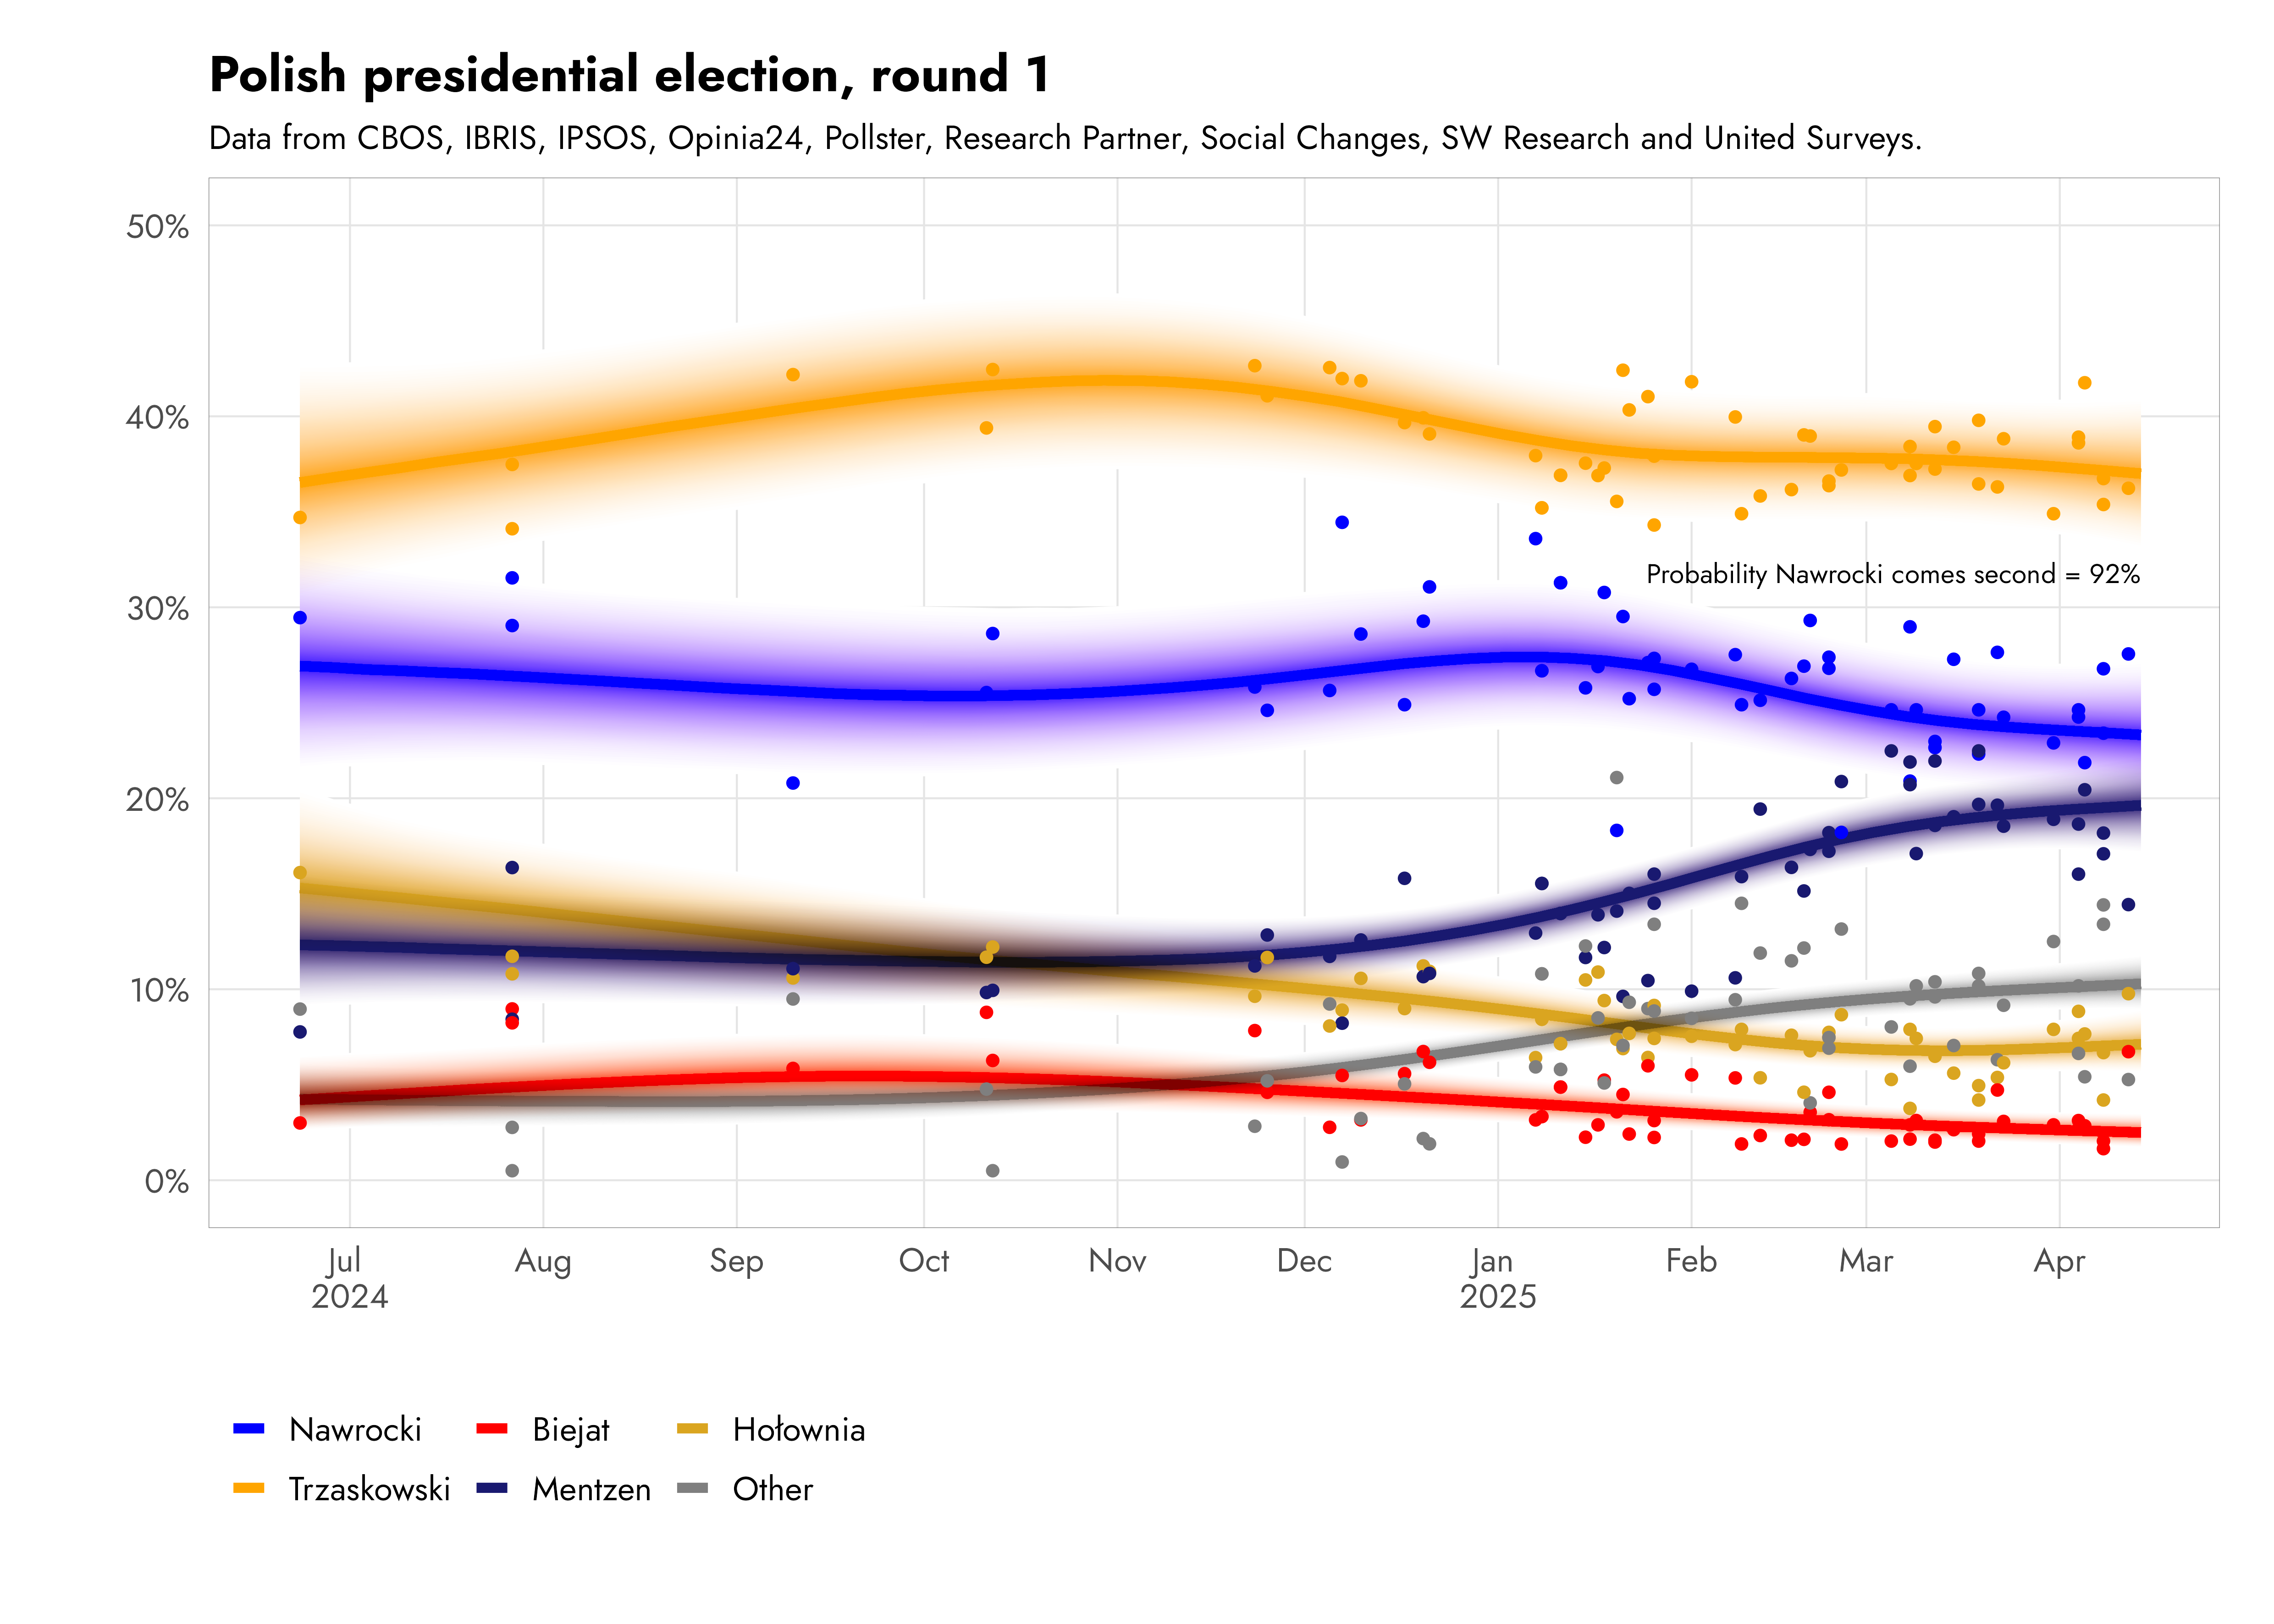 Polish presidential election, round 1
Data from CBOS, IBRIS, IPSOS, Opinia24, Pollster, Research Partner, Social Changes, SW Research and United Surveys.
50%
40%
Probability Nawrocki comes second = 92%
30%
20%
10%
0%
Jul Aug Sep Oct Nov Dec Jan Feb Mar Apr
2024 2025
Nawrocki Biejat Hołownia
Trzaskowski Mentzen Other